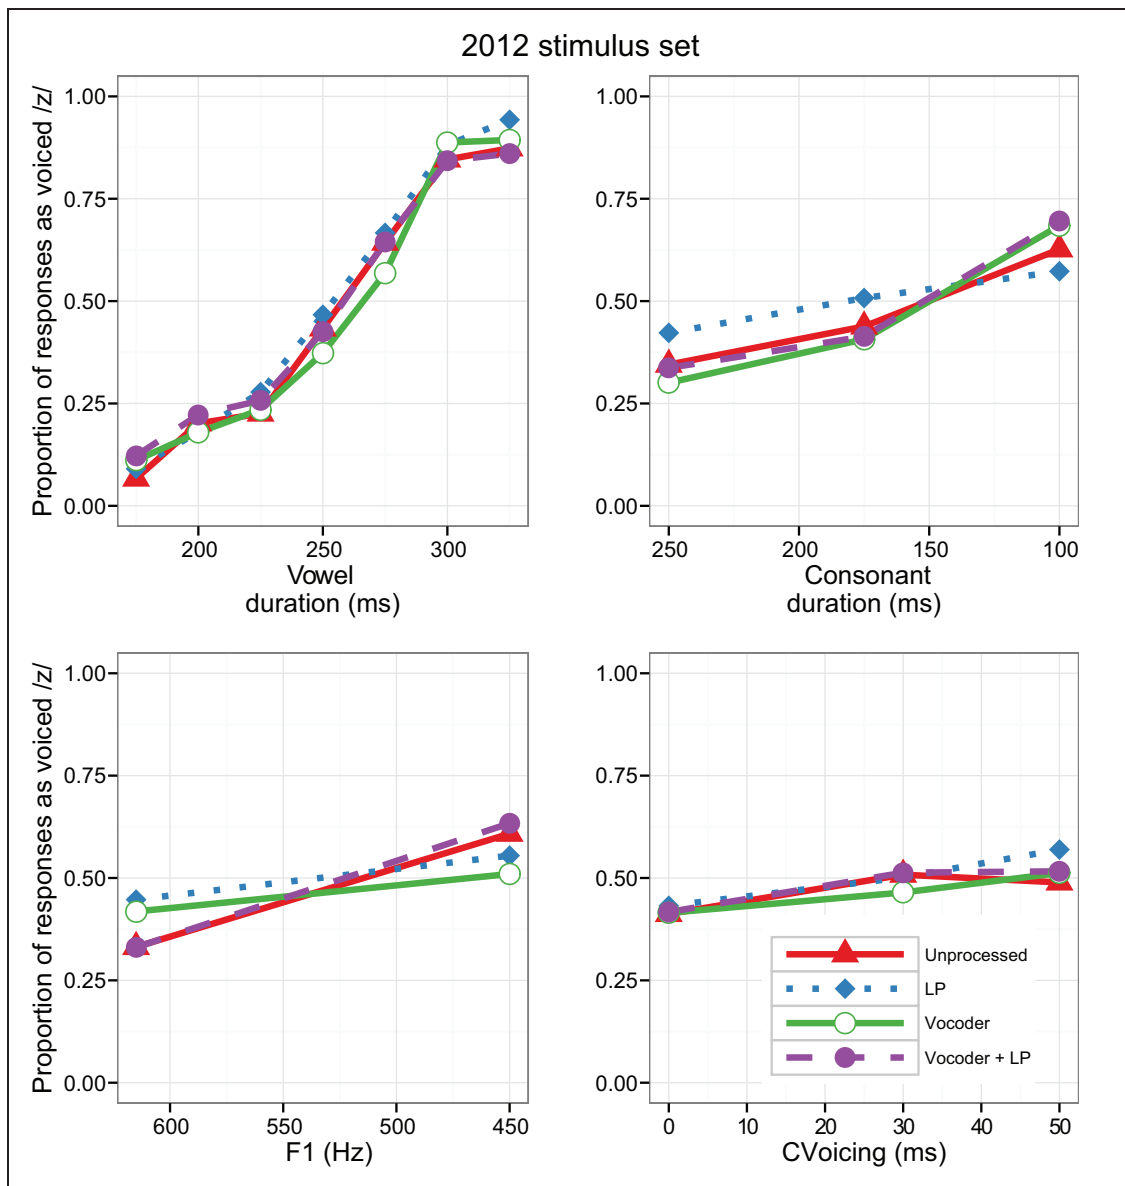 2012 stimulus set
Proportion of responses as voiced /z/
1.00
0.75
0.50
0.25
0.00
200 250 300
Vowel
duration (ms)
1.00
0.75
0.50
0.25
0.00
250 200 150 100
Consonant
duration (ms)
Proportion of responses as voiced /z/
1.00
0.75
0.50
0.25
0.00
600 550 500 450
F1 (Hz)
1.00
0.75
0.50
0.25
0.00
0 10 20 30 40 50
CVoicing (ms)
Unprocessed
LP
Vocoder
Vocoder + LP